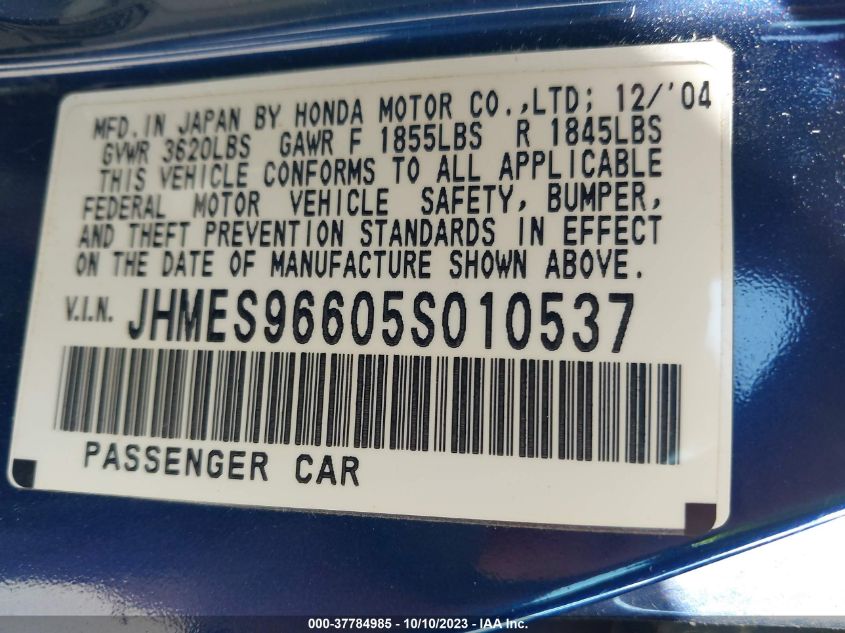 MFD.IN JAPAN BY HONDA MOTOR CO.,LTD; 12/'04
GVWR 3620LBS GAWR F 1855LBS R 1845LBS
THIS VEHICLE CONFORMS TO ALL APPLICABLE
FEDERAL MOTOR VEHICLE SAFETY, BUMPER,
AND THEFT PREVENTION STANDARDS IN EFFECT
ON THE DATE OF MANUFACTURE SHOWN ABOVE.
V.I.N. JHMES96605S010537
PASSENGER CAR
000-37784985 - 10/10/2023 - IAA Inc.